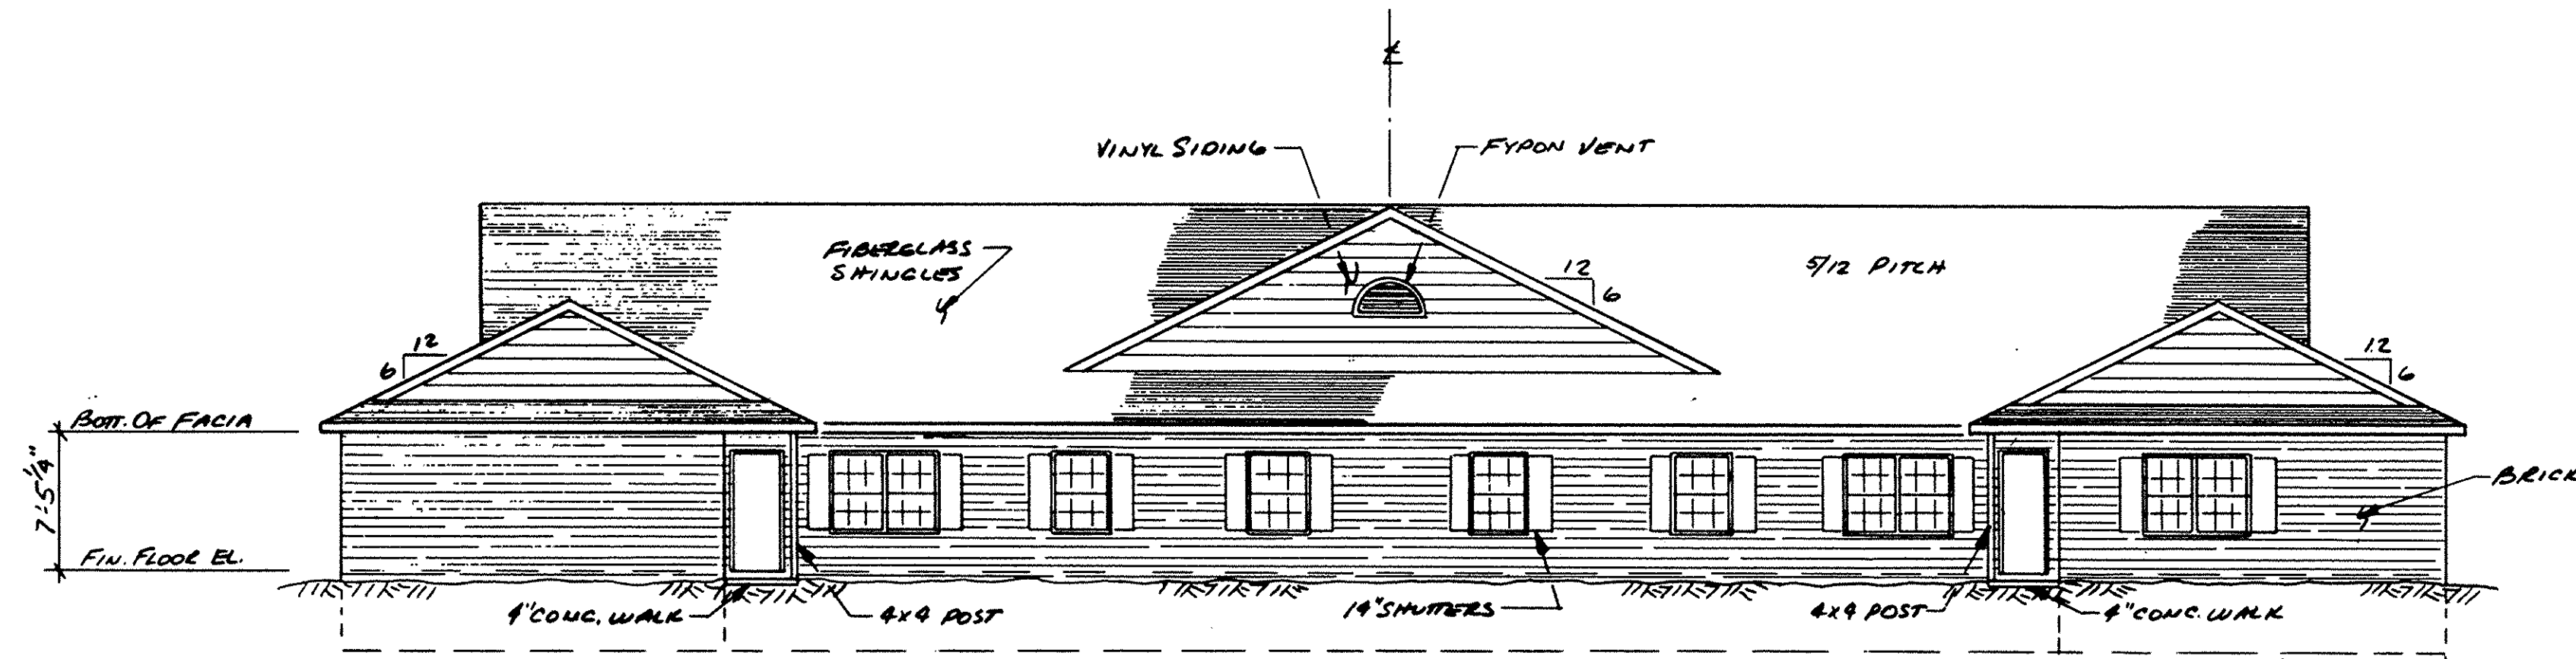 ℄
VINYL SIDING
FYPON VENT
FIBERGLASS
SHINGLES
12
6
5/12 PITCH
12
6
12
6
BOTT. OF FACIA
7'-5 1/4"
BRICK
FIN. FLOOR EL.
4" CONC. WALK
4x4 POST
14" SHUTTERS
4x4 POST
4" CONC. WALK